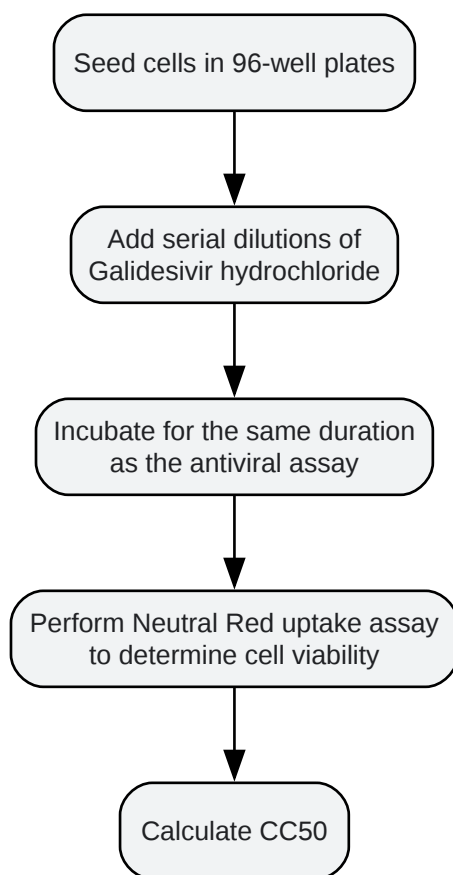 Seed cells in 96-well plates
Add serial dilutions of
Galidesivir hydrochloride
Incubate for the same duration
as the antiviral assay
Perform Neutral Red uptake assay
to determine cell viability
Calculate CC50